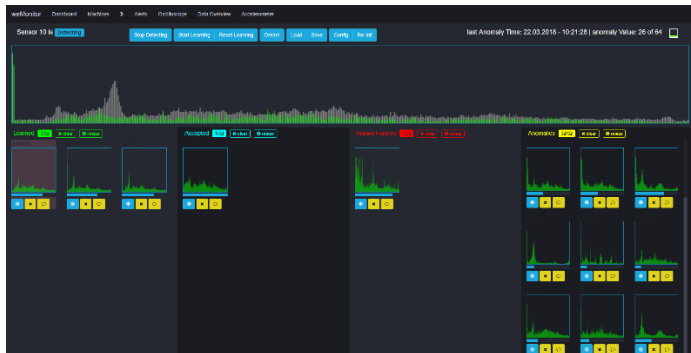 weMonitor Dashboard Machines > Alerts Oscilloscope Data Overview Accelerometer
Sensor 10 is Detecting Stop Detecting Start Learning Reset Learning Load Save Config Re Init last Anomaly Time: 22.03.2018 - 10:21:28 | anomaly Value: 26 of 64
Learned clear Accepted clear Known Failures clear Anomalies clear